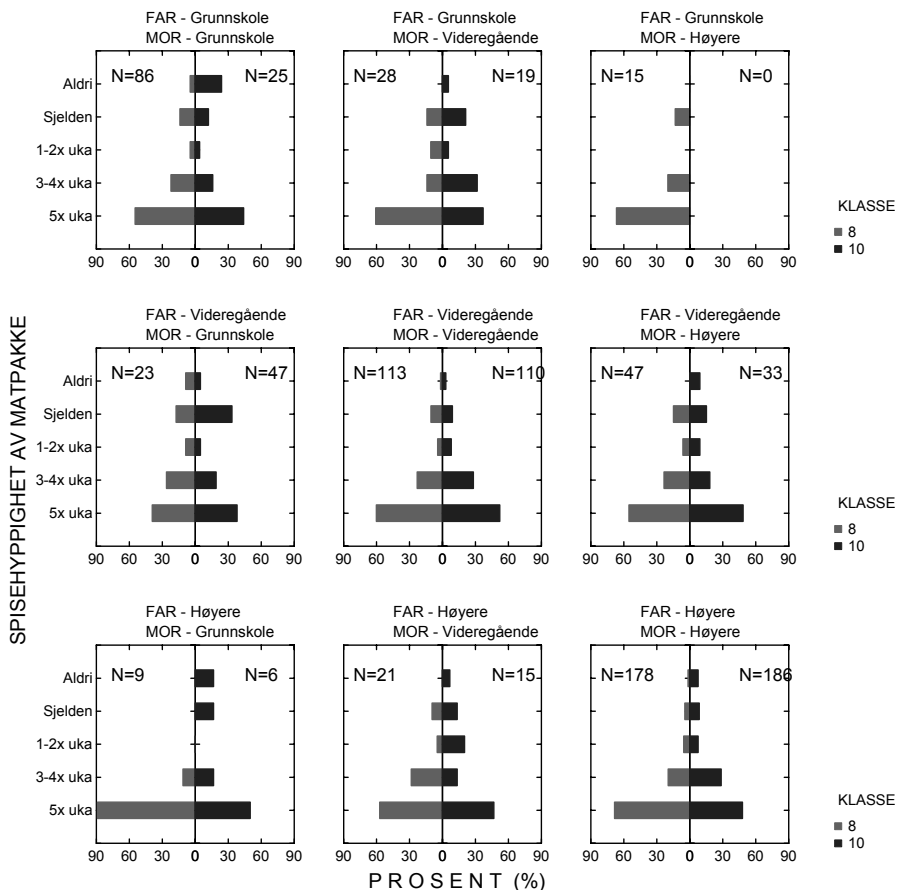 FAR - Grunnskole
MOR - Grunnskole
FAR - Grunnskole
MOR - Videregående
FAR - Grunnskole
MOR - Høyere
N=86 N=25
N=28 N=19
N=15 N=0
Aldri
Sjelden
1-2x uka
3-4x uka
5x uka
90 60 30 0 30 60 90
90 60 30 0 30 60 90
90 60 30 0 30 60 90
KLASSE
8
10
SPISEHYPPIGHET AV MATPAKKE
FAR - Videregående
MOR - Grunnskole
FAR - Videregående
MOR - Videregående
FAR - Videregående
MOR - Høyere
N=23 N=47
N=113 N=110
N=47 N=33
Aldri
Sjelden
1-2x uka
3-4x uka
5x uka
90 60 30 0 30 60 90
90 60 30 0 30 60 90
90 60 30 0 30 60 90
KLASSE
8
10
FAR - Høyere
MOR - Grunnskole
FAR - Høyere
MOR - Videregående
FAR - Høyere
MOR - Høyere
N=9 N=6
N=21 N=15
N=178 N=186
Aldri
Sjelden
1-2x uka
3-4x uka
5x uka
90 60 30 0 30 60 90
90 60 30 0 30 60 90
90 60 30 0 30 60 90
KLASSE
8
10
PROSENT (%)